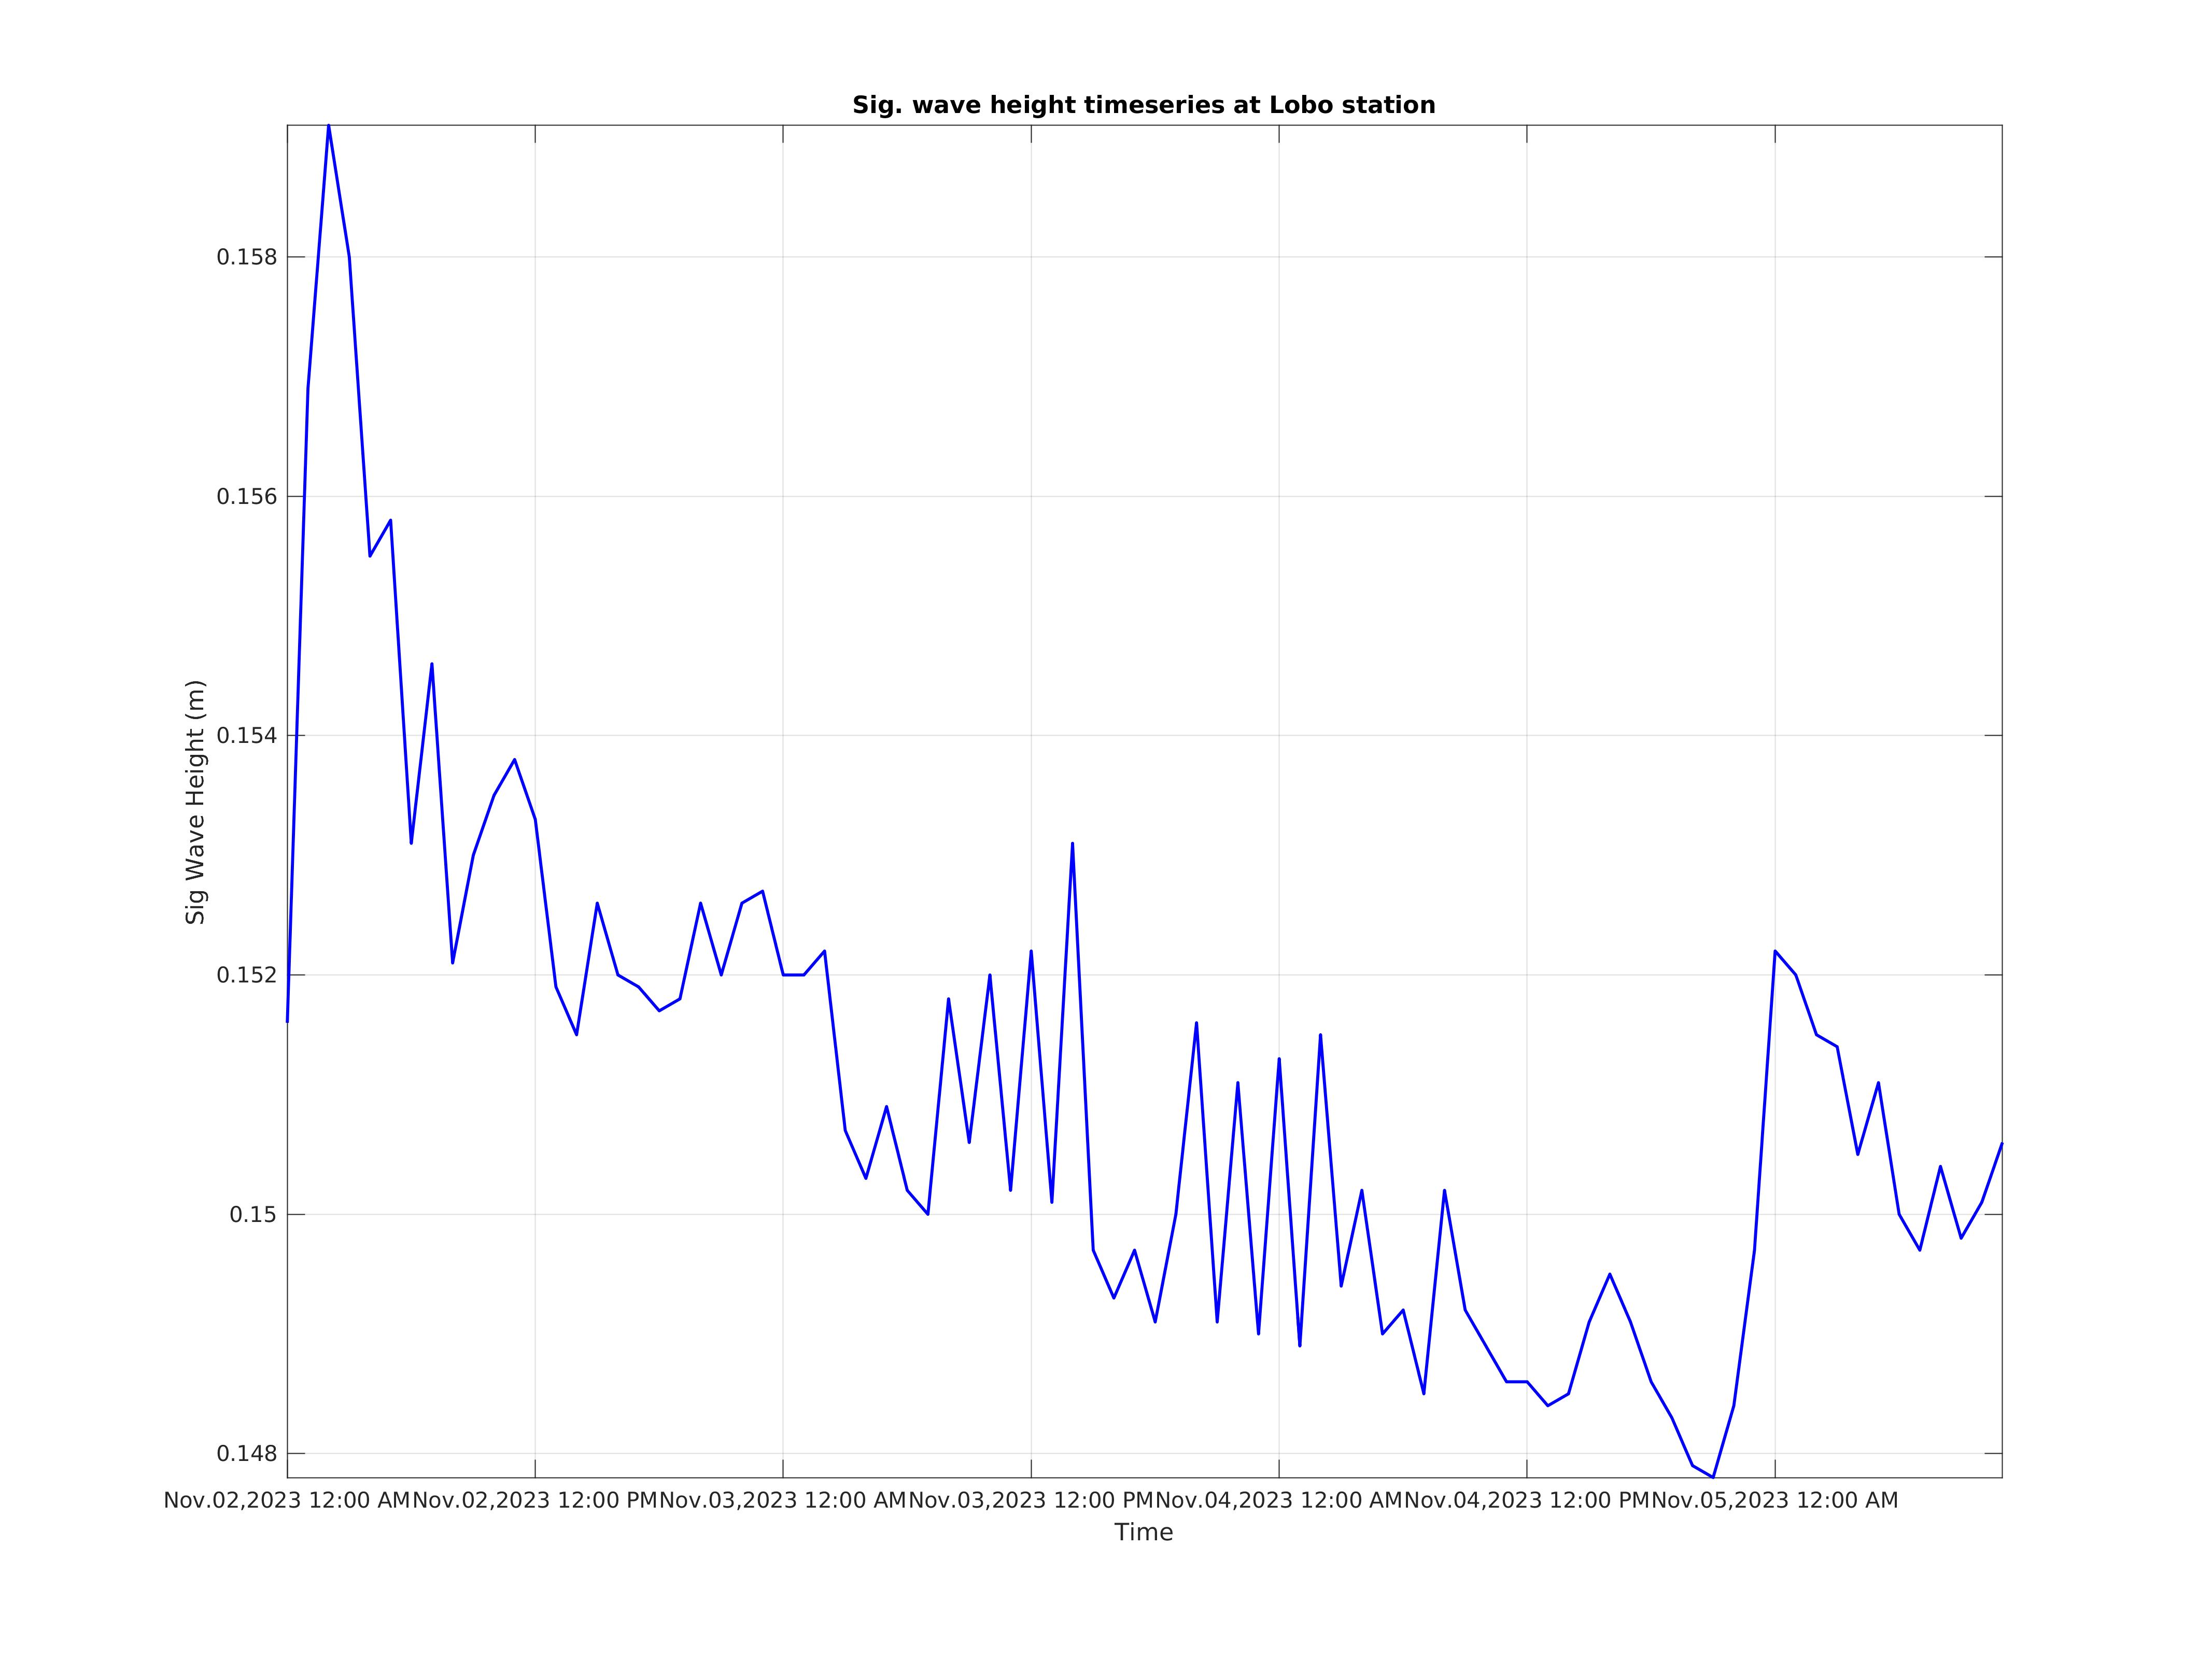 Sig. wave height timeseries at Lobo station
0.158
0.156
0.154
0.152
0.15
0.148
Sig Wave Height (m)
Nov.02,2023 12:00 AM Nov.02,2023 12:00 PM Nov.03,2023 12:00 AM Nov.03,2023 12:00 PM Nov.04,2023 12:00 AM Nov.04,2023 12:00 PM Nov.05,2023 12:00 AM
Time